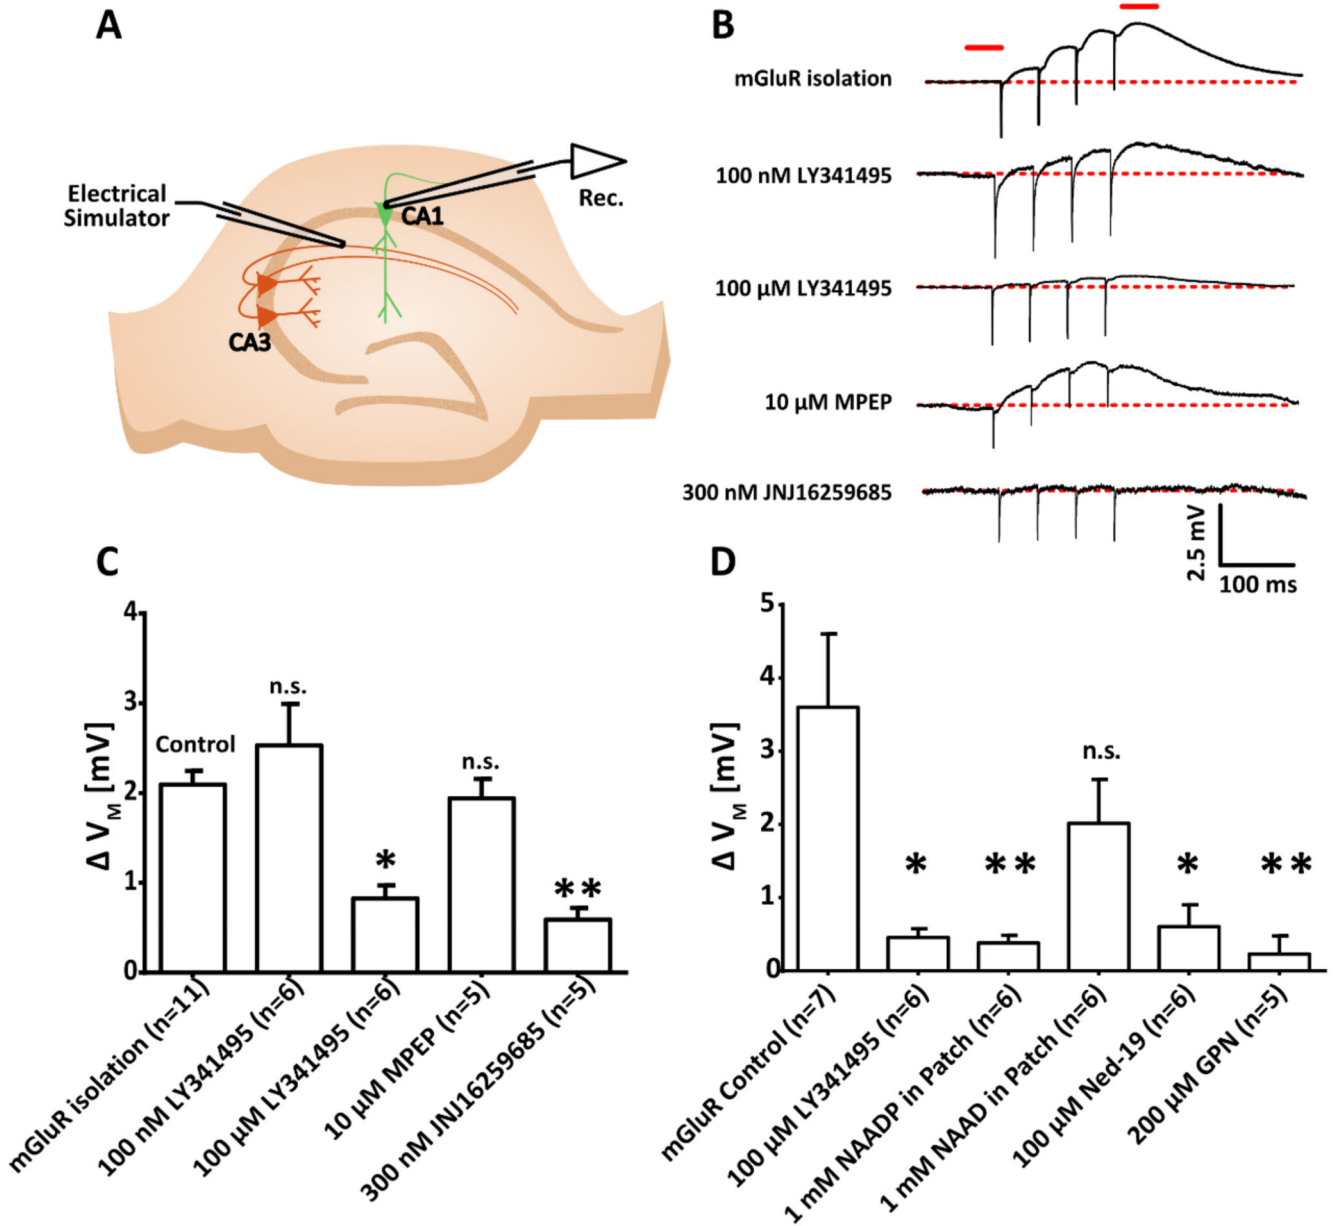 A
Electrical
Simulator
CA1
Rec.
CA3
B
mGluR isolation
100 nM LY341495
100 µM LY341495
10 µM MPEP
300 nM JNJ16259685
2.5 mV
100 ms
C
Δ VM [mV]
4
3
2
1
0
Control
n.s.
*
n.s.
**
mGluR isolation (n=11)
100 nM LY341495 (n=6)
100 µM LY341495 (n=6)
10 µM MPEP (n=5)
300 nM JNJ16259685 (n=5)
D
Δ VM [mV]
5
4
3
2
1
0
*
**
n.s.
*
**
mGluR Control (n=7)
100 µM LY341495 (n=6)
1 mM NAADP in Patch (n=6)
1 mM NAAD in Patch (n=6)
100 µM Ned-19 (n=6)
200 µM GPN (n=5)